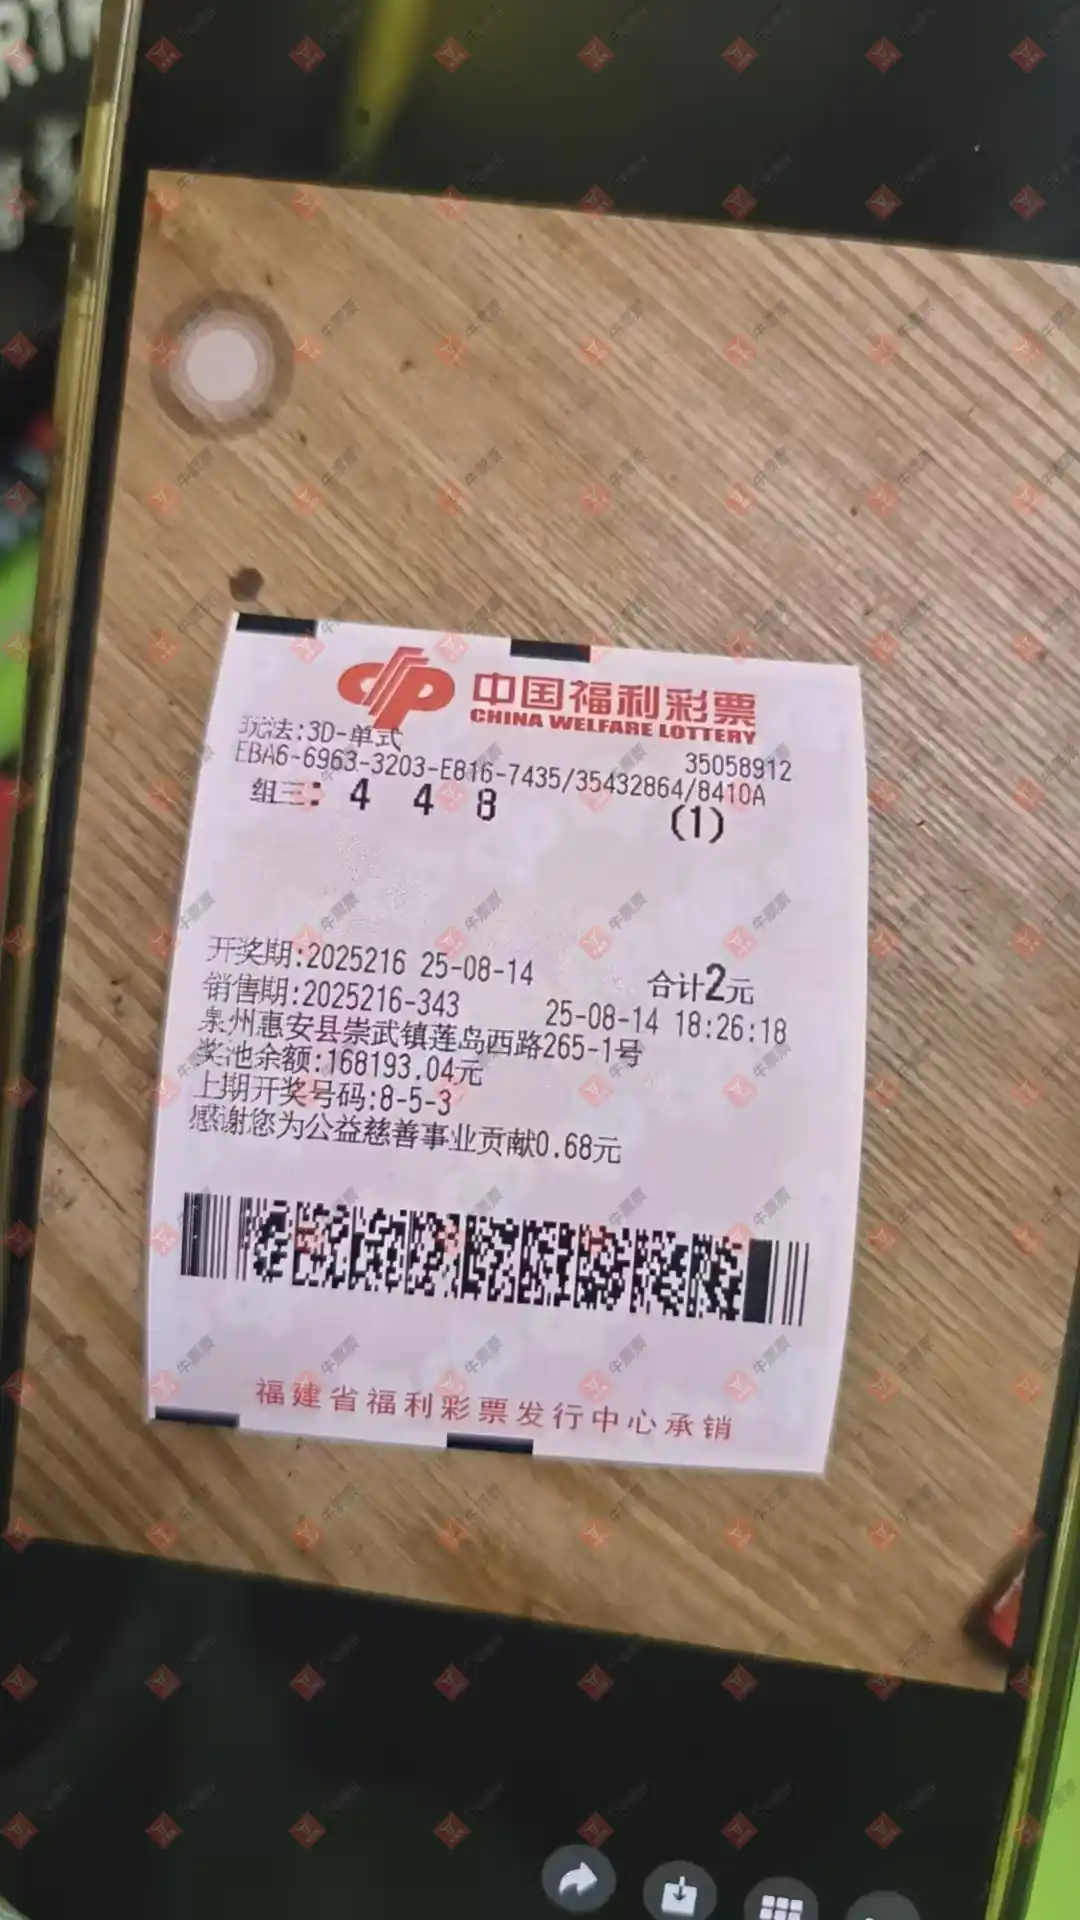 中国福利彩票
CHINA WELFARE LOTTERY
玩法:3D-单式
35058912
EBA6-6963-3203-E816-7435/35432864/8410A
组三: 4 4 8 (1)
开奖期:2025216 25-08-14 合计2元
销售期:2025216-343 25-08-14 18:26:18
泉州惠安县崇武镇莲岛西路265-1号
奖池余额:168193.04元
上期开奖号码:8-5-3
感谢您为公益慈善事业贡献0.68元
福建省福利彩票发行中心承销